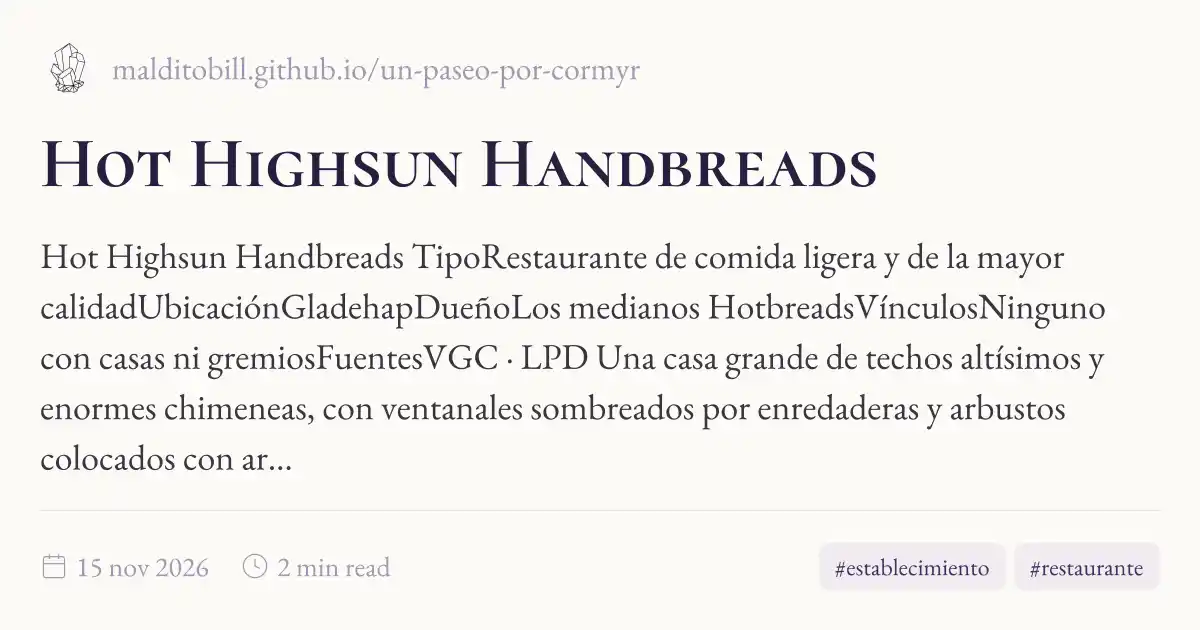 malditobill.github.io/un-paseo-por-cormyr
Hot Highsun Handbreads
Hot Highsun Handbreads TipoRestaurante de comida ligera y de la mayor
calidadUbicaciónGladehapDueñoLos medianos HotbreadsVínculosNinguno
con casas ni gremiosFuentesVGC · LPD Una casa grande de techos altísimos y
enormes chimeneas, con ventanales sombreados por enredaderas y arbustos
colocados con ar...
15 nov 2026 2 min read #establecimiento #restaurante